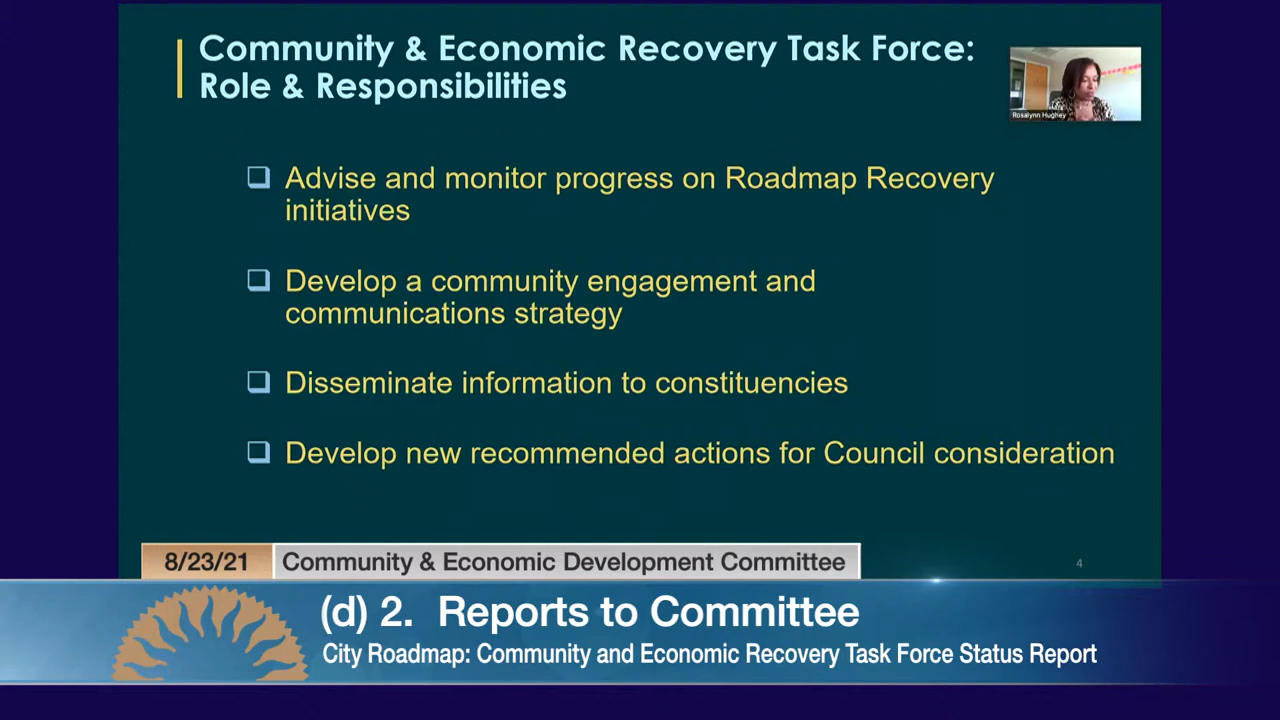 Community & Economic Recovery Task Force:
Role & Responsibilities
Rosalynn Hughey
Advise and monitor progress on Roadmap Recovery
initiatives
Develop a community engagement and
communications strategy
Disseminate information to constituencies
Develop new recommended actions for Council consideration
4
8/23/21 Community & Economic Development Committee
(d) 2. Reports to Committee
City Roadmap: Community and Economic Recovery Task Force Status Report